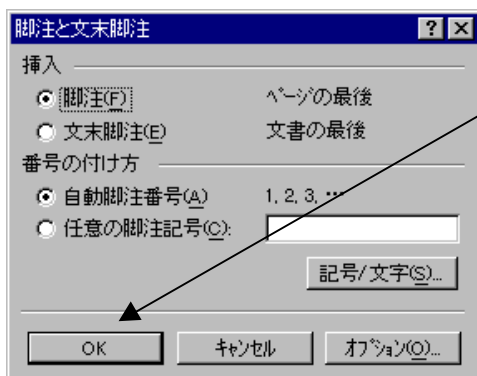 脚注と文末脚注
挿入
脚注(F) ページの最後
文末脚注(E) 文書の最後
番号の付け方
自動脚注番号(A) 1, 2, 3, …
任意の脚注記号(C):
記号/文字(S)...
OK キャンセル オプション(O)...